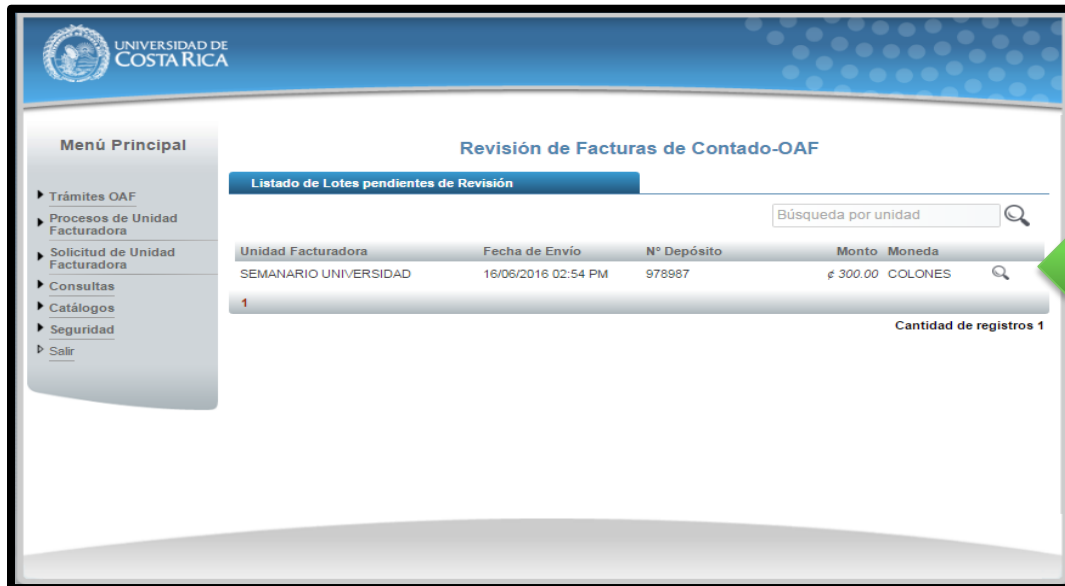 UNIVERSIDAD DE
COSTA RICA
Menú Principal
Trámites OAF
Procesos de Unidad
Facturadora
Solicitud de Unidad
Facturadora
Consultas
Catálogos
Seguridad
Salir
Revisión de Facturas de Contado-OAF
Listado de Lotes pendientes de Revisión
Búsqueda por unidad
Unidad Facturadora Fecha de Envío Nº Depósito Monto Moneda
SEMANARIO UNIVERSIDAD 16/06/2016 02:54 PM 978987 ¢ 300.00 COLONES
1
Cantidad de registros 1